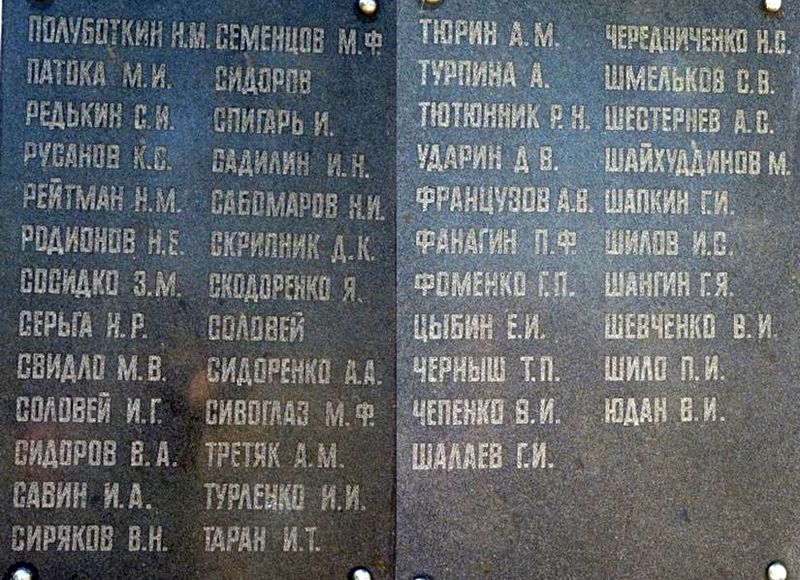 ПОЛУБОТКИН Н.М.
ПАТОКА М.И.
РЕДЬКИН С.И.
РУСАНОВ К.С.
РЕЙТМАН Н.М.
РОДИОНОВ Н.Е.
СОСИДКО З.М.
СЕРЬГА Н.Р.
СВИДЛО М.В.
СОЛОВЕЙ И.Г.
СИДОРОВ В.А.
САВИН И.А.
СИРЯКОВ В.Н.
СЕМЕНЦОВ М.Ф
СИДОРОВ
СПИГАРЬ И.
САДИЛИН И.Н.
САБОМАРОВ Н.И.
СКРИПНИК Д.К.
СКОДОРЕНКО Я.
СОЛОВЕЙ
СИДОРЕНКО А.А.
СИВОГЛАЗ М.Ф.
ТРЕТЯК А.М.
ТУРЛЕНКО И.И.
ТАРАН И.Т.
ТЮРИН А.М.
ТУРПИНА А.
ТЮТЮННИК Р.Н.
УДАРИН Д В.
ФРАНЦУЗОВ А.В.
ФАНАГИН П.Ф
ФОМЕНКО Г.П.
ЦЫБИН Е.И.
ЧЕРНЫШ Т.П.
ЧЕПЕНКО В.И.
ШАЛАЕВ Г.И.
ЧЕРЕДНИЧЕНКО Н.С.
ШМЕЛЬКОВ С.В.
ШЕСТЕРНЕВ А.С.
ШАЙХУДДИНОВ М.
ШАПКИН Г.И.
ШИЛОВ И.С.
ШАНГИН Г.Я.
ШЕВЧЕНКО В.И.
ШИЛО П.И.
ЮДАН В.И.